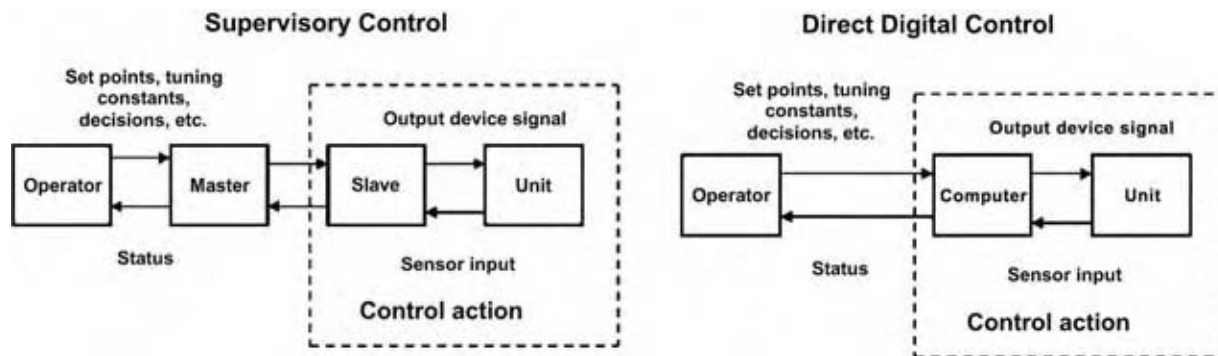 Supervisory Control
Set points, tuning
constants,
decisions, etc.
Output device signal
Operator
Master
Slave
Unit
Status
Sensor input
Control action
Direct Digital Control
Set points, tuning
constants,
decisions, etc.
Output device signal
Operator
Computer
Unit
Status
Sensor input
Control action